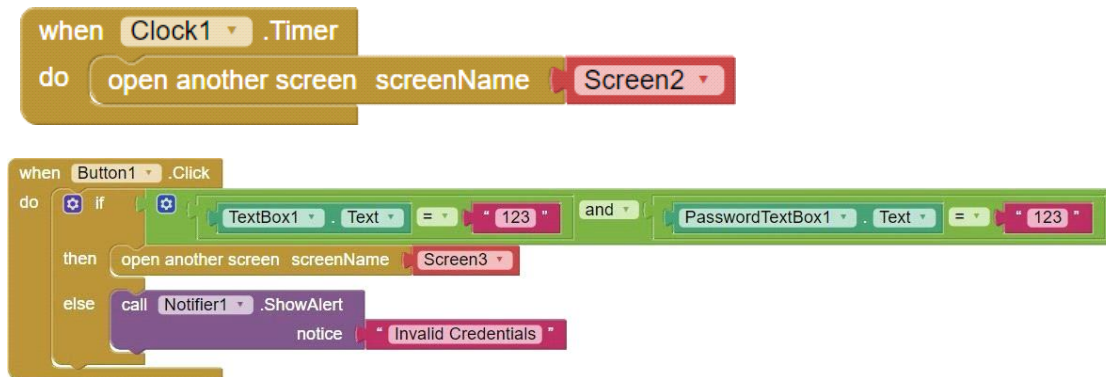 when Clock1 .Timer
do open another screen screenName Screen2
when Button1 .Click
do if TextBox1 . Text = " 123 " and PasswordTextBox1 . Text = " 123 "
then open another screen screenName Screen3
else call Notifier1 .ShowAlert
notice " Invalid Credentials "